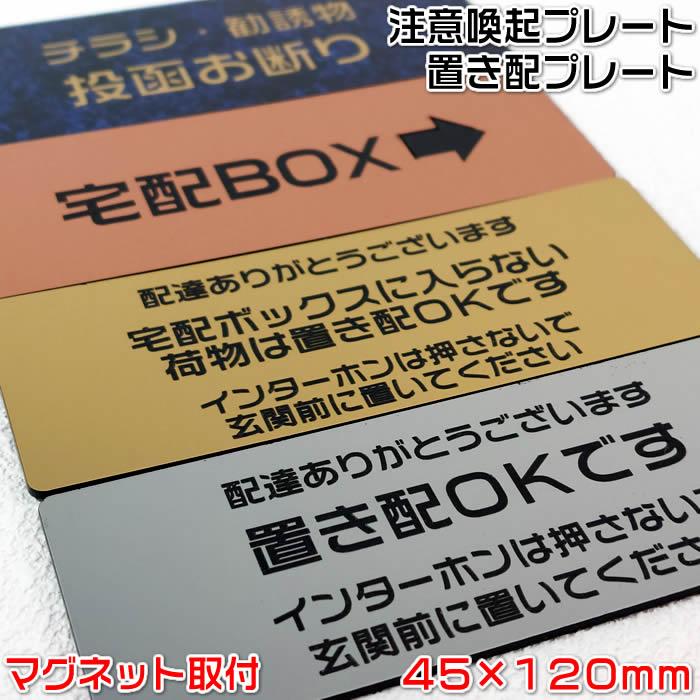 注意喚起プレート
置き配プレート
チラシ・勧誘物
投函お断り
宅配BOX➡
配達ありがとうございます
宅配ボックスに入らない
荷物は置き配OKです
インターホンは押さないで
玄関前に置いてください
配達ありがとうございます
置き配OKです
インターホンは押さないで
玄関前に置いてください
マグネット取付
45×120mm